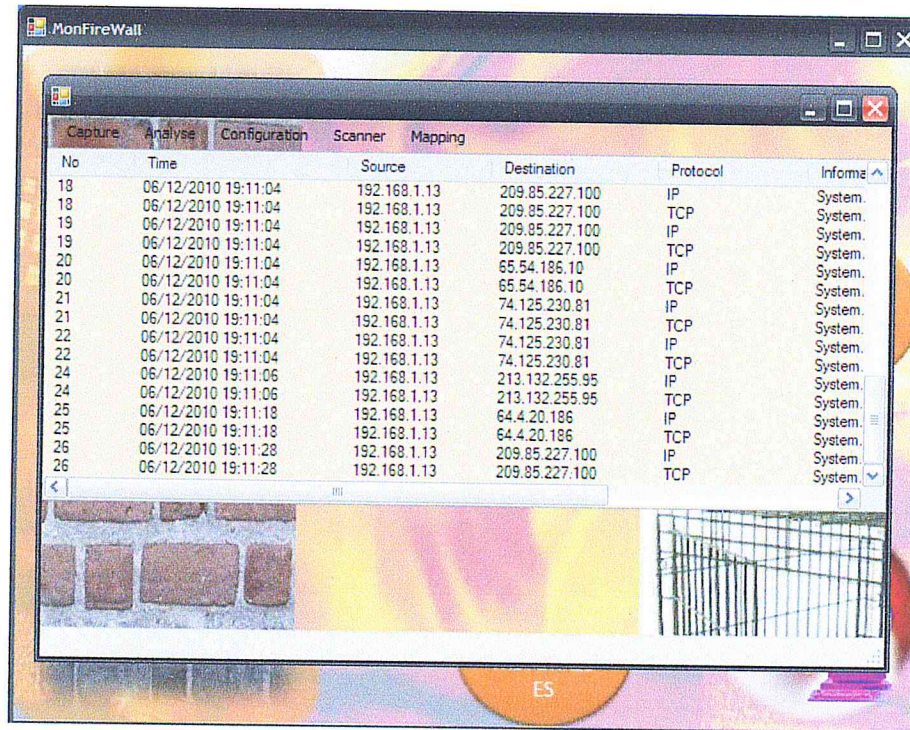 MonFireWall
Capture Analyse Configuration Scanner Mapping
No Time Source Destination Protocol Informa
18 06/12/2010 19:11:04 192.168.1.13 209.85.227.100 IP System.
18 06/12/2010 19:11:04 192.168.1.13 209.85.227.100 TCP System.
19 06/12/2010 19:11:04 192.168.1.13 209.85.227.100 IP System.
19 06/12/2010 19:11:04 192.168.1.13 209.85.227.100 TCP System.
20 06/12/2010 19:11:04 192.168.1.13 65.54.186.10 IP System.
20 06/12/2010 19:11:04 192.168.1.13 65.54.186.10 TCP System.
21 06/12/2010 19:11:04 192.168.1.13 74.125.230.81 IP System.
21 06/12/2010 19:11:04 192.168.1.13 74.125.230.81 TCP System.
22 06/12/2010 19:11:04 192.168.1.13 74.125.230.81 IP System.
22 06/12/2010 19:11:04 192.168.1.13 74.125.230.81 TCP System.
24 06/12/2010 19:11:06 192.168.1.13 213.132.255.95 IP System.
24 06/12/2010 19:11:06 192.168.1.13 213.132.255.95 TCP System.
25 06/12/2010 19:11:18 192.168.1.13 64.4.20.186 IP System.
25 06/12/2010 19:11:18 192.168.1.13 64.4.20.186 TCP System.
26 06/12/2010 19:11:28 192.168.1.13 209.85.227.100 IP System.
26 06/12/2010 19:11:28 192.168.1.13 209.85.227.100 TCP System.
ES